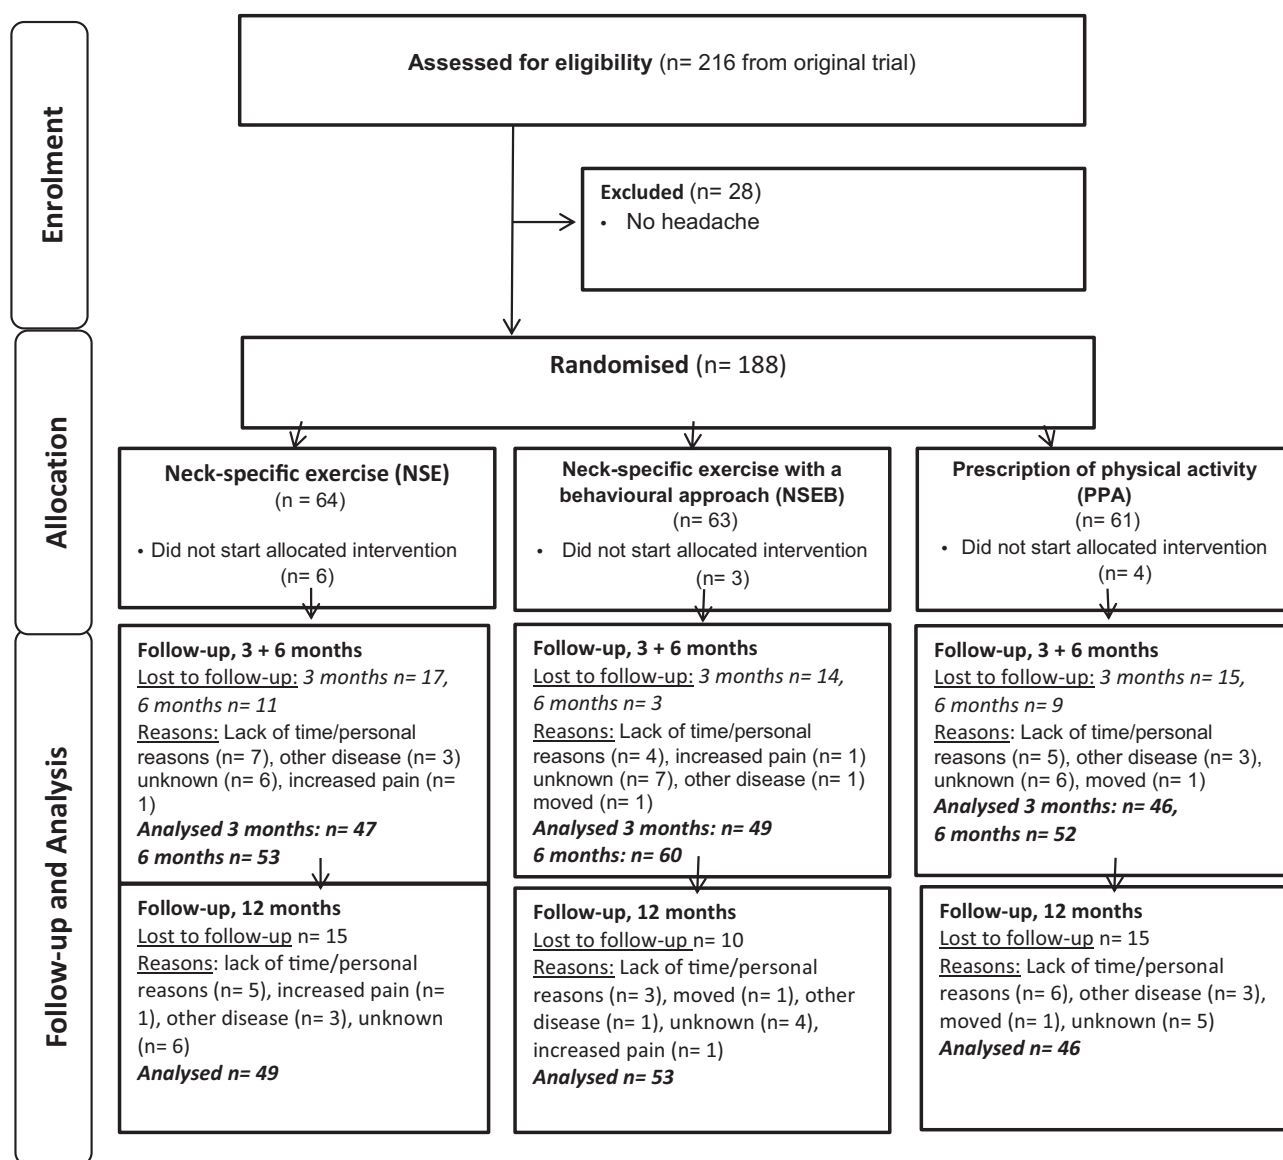 Enrolment
Assessed for eligibility (n= 216 from original trial)
Excluded (n= 28)
• No headache
Allocation
Randomised (n= 188)
Neck-specific exercise (NSE)
(n = 64)
• Did not start allocated intervention
(n= 6)
Neck-specific exercise with a
behavioural approach (NSEB)
(n= 63)
• Did not start allocated intervention
(n= 3)
Prescription of physical activity
(PPA)
(n= 61)
• Did not start allocated intervention
(n= 4)
Follow-up and Analysis
Follow-up, 3 + 6 months
Lost to follow-up: 3 months n= 17,
6 months n= 11
Reasons: Lack of time/personal
reasons (n= 7), other disease (n= 3)
unknown (n= 6), increased pain (n=
1)
Analysed 3 months: n= 47
6 months n= 53
Follow-up, 3 + 6 months
Lost to follow-up: 3 months n= 14,
6 months n= 3
Reasons: Lack of time/personal
reasons (n= 4), increased pain (n= 1)
unknown (n= 7), other disease (n= 1)
moved (n= 1)
Analysed 3 months: n= 49
6 months: n= 60
Follow-up, 3 + 6 months
Lost to follow-up: 3 months n= 15,
6 months n= 9
Reasons: Lack of time/personal
reasons (n= 5), other disease (n= 3),
unknown (n= 6), moved (n= 1)
Analysed 3 months: n= 46,
6 months n= 52
Follow-up, 12 months
Lost to follow-up n= 15
Reasons: lack of time/personal
reasons (n= 5), increased pain (n=
1), other disease (n= 3), unknown
(n= 6)
Analysed n= 49
Follow-up, 12 months
Lost to follow-up n= 10
Reasons: Lack of time/personal
reasons (n= 3), moved (n= 1), other
disease (n= 1), unknown (n= 4),
increased pain (n= 1)
Analysed n= 53
Follow-up, 12 months
Lost to follow-up n= 15
Reasons: Lack of time/personal
reasons (n= 6), other disease (n= 3),
moved (n= 1), unknown (n= 5)
Analysed n= 46